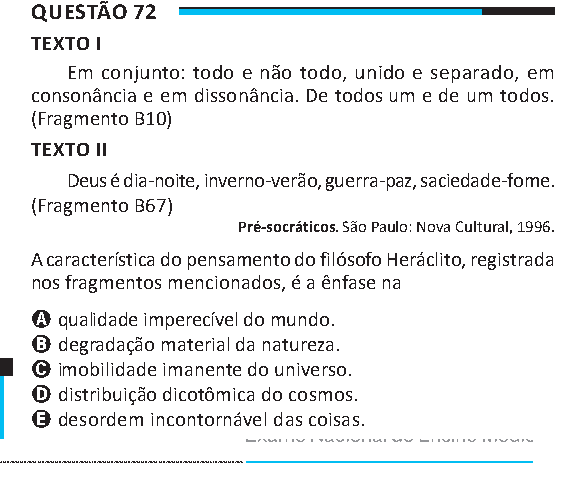 QUESTÃO 72
TEXTO I
Em conjunto: todo e não todo, unido e separado, em
consonância e em dissonância. De todos um e de um todos.
(Fragmento B10)
TEXTO II
Deus é dia-noite, inverno-verão, guerra-paz, saciedade-fome.
(Fragmento B67)
Pré-socráticos. São Paulo: Nova Cultural, 1996.
A característica do pensamento do filósofo Heráclito, registrada
nos fragmentos mencionados, é a ênfase na
A qualidade imperecível do mundo.
B degradação material da natureza.
C imobilidade imanente do universo.
D distribuição dicotômica do cosmos.
E desordem incontornável das coisas.